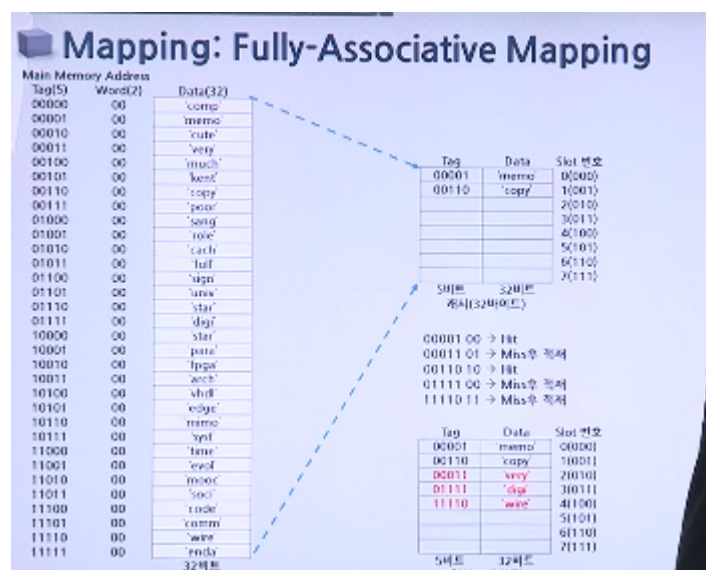 Mapping: Fully-Associative Mapping
Main Memory Address
Tag(5) Word(2) Data(32)
00000 00 'comp'
00001 00 'memo'
00010 00 'cute'
00011 00 'very'
00100 00 'much'
00101 00 'kent'
00110 00 'copy'
00111 00 'poor'
01000 00 'sang'
01001 00 'role'
01010 00 'cach'
01011 00 'full'
01100 00 'sign'
01101 00 'unix'
01110 00 'star'
01111 00 'digi'
10000 00 'star'
10001 00 'para'
10010 00 'fpga'
10011 00 'arch'
10100 00 'vhdl'
10101 00 'edge'
10110 00 'mimo'
10111 00 'syst'
11000 00 'time'
11001 00 'evol'
11010 00 'mooc'
11011 00 'soci'
11100 00 'code'
11101 00 'comm'
11110 00 'wire'
11111 00 'enda'
32비트
Tag Data Slot 번호
00001 'memo' 0(000)
00110 'copy' 1(001)
2(010)
3(011)
4(100)
5(101)
6(110)
7(111)
5비트 32비트
캐시(32바이트)
00001 00 → Hit
00011 01 → Miss후 적재
00110 10 → Hit
01111 00 → Miss후 적재
11110 11 → Miss후 적재
Tag Data Slot 번호
00001 'memo' 0(000)
00110 'copy' 1(001)
00011 'very' 2(010)
01111 'digi' 3(011)
11110 'wire' 4(100)
5(101)
6(110)
7(111)
5비트 32비트